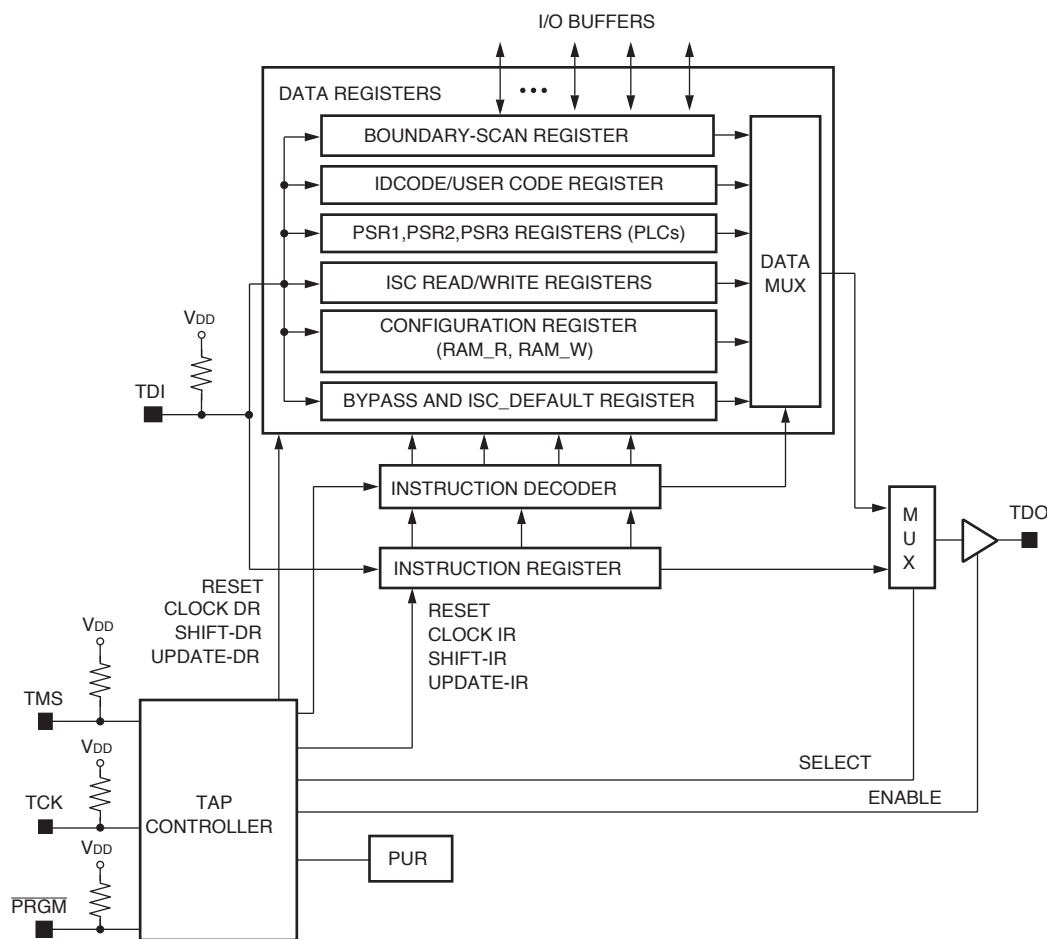 I/O BUFFERS
DATA REGISTERS
•••
BOUNDARY-SCAN REGISTER
IDCODE/USER CODE REGISTER
PSR1,PSR2,PSR3 REGISTERS (PLCs)
ISC READ/WRITE REGISTERS
CONFIGURATION REGISTER
(RAM_R, RAM_W)
BYPASS AND ISC_DEFAULT REGISTER
DATA
MUX
VDD
TDI
INSTRUCTION DECODER
INSTRUCTION REGISTER
M
U
X
TDO
RESET
CLOCK DR
SHIFT-DR
UPDATE-DR
RESET
CLOCK IR
SHIFT-IR
UPDATE-IR
VDD
TMS
VDD
TCK
VDD
PRGM
TAP
CONTROLLER
SELECT
ENABLE
PUR